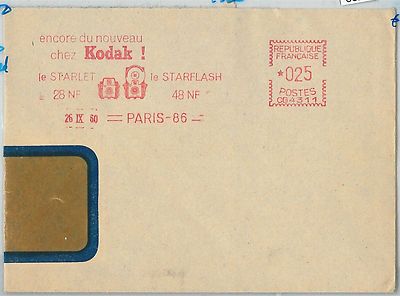 encore du nouveau
chez Kodak !
le STARLET le STARFLASH
28 NF 48 NF
26 IX 60 PARIS-86
REPUBLIQUE
FRANÇAISE
*025
POSTES
CB4311